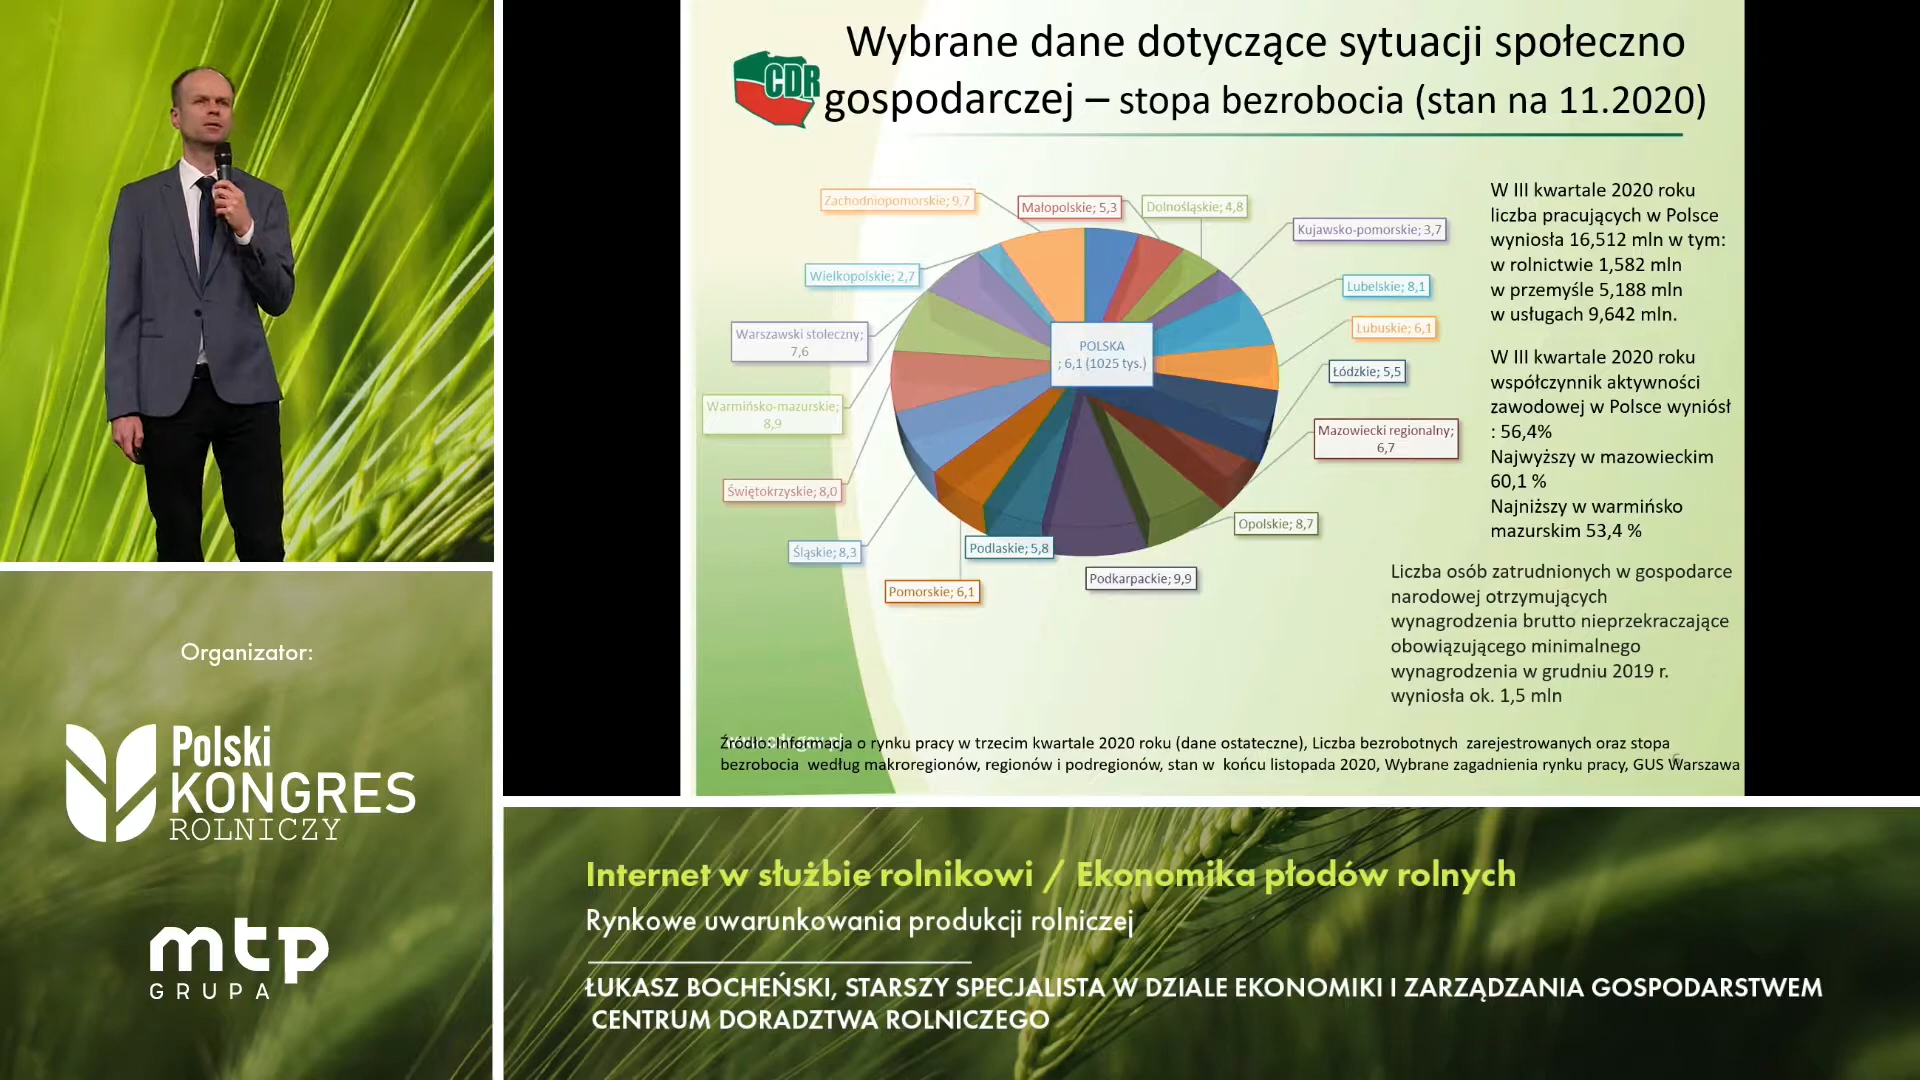 Wybrane dane dotyczące sytuacji społeczno
gospodarczej – stopa bezrobocia (stan na 11.2020)
CDR
Zachodniopomorskie; 9,7
Małopolskie; 5,3
Dolnośląskie; 4,8
Kujawsko-pomorskie; 3,7
Wielkopolskie; 2,7
Lubelskie; 8,1
Warszawski stołeczny;
7,6
Lubuskie; 6,1
POLSKA
; 6,1 (1025 tys.)
Łódzkie; 5,5
Warmińsko-mazurskie;
8,9
Mazowiecki regionalny;
6,7
Świętokrzyskie; 8,0
Opolskie; 8,7
Śląskie; 8,3
Podlaskie; 5,8
Podkarpackie; 9,9
Pomorskie; 6,1
W III kwartale 2020 roku
liczba pracujących w Polsce
wyniosła 16,512 mln w tym:
w rolnictwie 1,582 mln
w przemyśle 5,188 mln
w usługach 9,642 mln.
W III kwartale 2020 roku
współczynnik aktywności
zawodowej w Polsce wyniósł
: 56,4%
Najwyższy w mazowieckim
60,1 %
Najniższy w warmińsko
mazurskim 53,4 %
Liczba osób zatrudnionych w gospodarce
narodowej otrzymujących
wynagrodzenia brutto nieprzekraczające
obowiązującego minimalnego
wynagrodzenia w grudniu 2019 r.
wyniosła ok. 1,5 mln
Źródło: Informacja o rynku pracy w trzecim kwartale 2020 roku (dane ostateczne), Liczba bezrobotnych zarejestrowanych oraz stopa
bezrobocia według makroregionów, regionów i podregionów, stan w końcu listopada 2020, Wybrane zagadnienia rynku pracy, GUS Warszawa
Organizator:
Polski
KONGRES
ROLNICZY
mtp
GRUPA
Internet w służbie rolnikowi / Ekonomika płodów rolnych
Rynkowe uwarunkowania produkcji rolniczej
ŁUKASZ BOCHEŃSKI, STARSZY SPECJALISTA W DZIALE EKONOMIKI I ZARZĄDZANIA GOSPODARSTWEM
CENTRUM DORADZTWA ROLNICZEGO